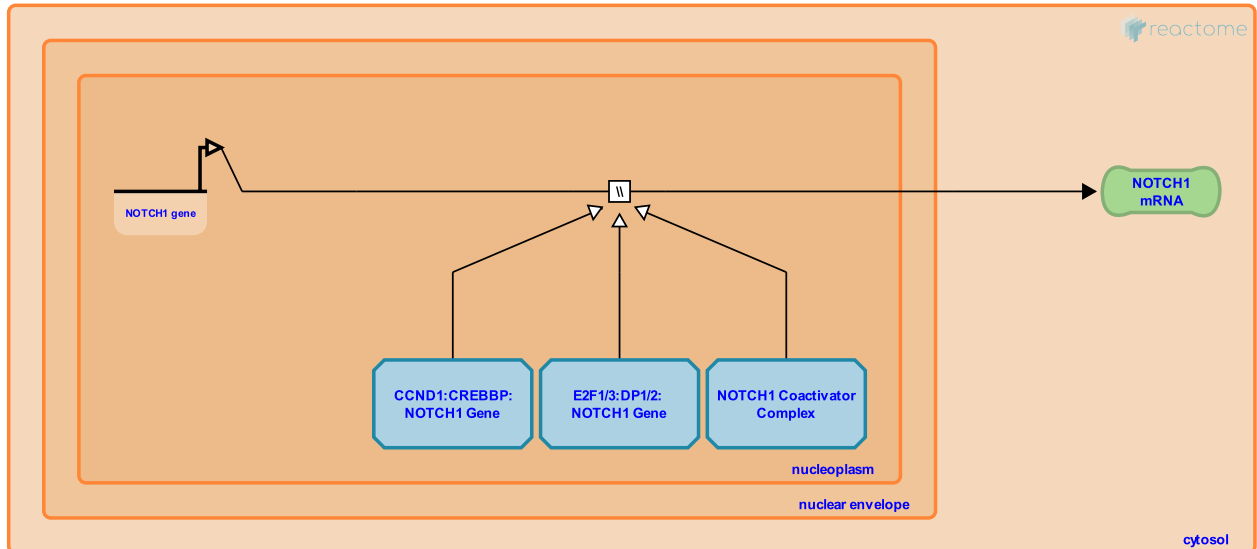 reactome
NOTCH1
mRNA
\\
NOTCH1 gene
CCND1:CREBBP:
NOTCH1 Gene
E2F1/3:DP1/2:
NOTCH1 Gene
NOTCH1 Coactivator
Complex
nucleoplasm
nuclear envelope
cytosol